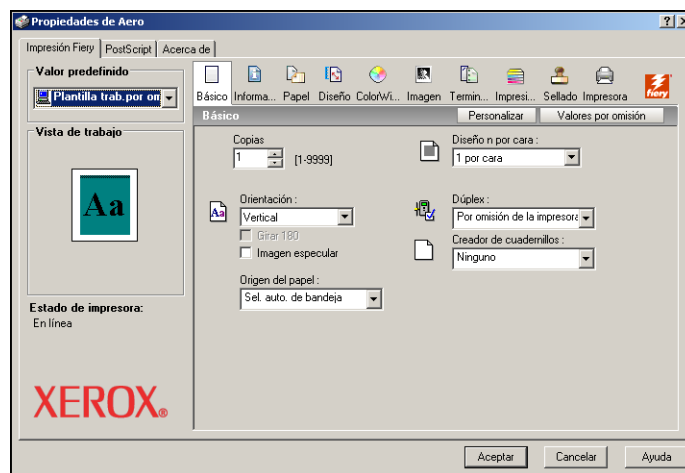 Propiedades de Aero
Impresión Fiery PostScript Acerca de
Valor predefinido
Plantilla trab.por om
Básico Informa... Papel Diseño ColorWi... Imagen Termin... Impresi... Sellado Impresora
fiery
Básico Personalizar Valores por omisión
Vista de trabajo
Aa
Copias
1 [1-9999]
Diseño n por cara :
1 por cara
Aa
Orientación :
Vertical
Girar 180
Imagen especular
Dúplex :
Por omisión de la impresora
Creador de cuadernillos :
Ninguno
Origen del papel :
Sel. auto. de bandeja
Estado de impresora:
En línea
XEROX®
Aceptar Cancelar Ayuda